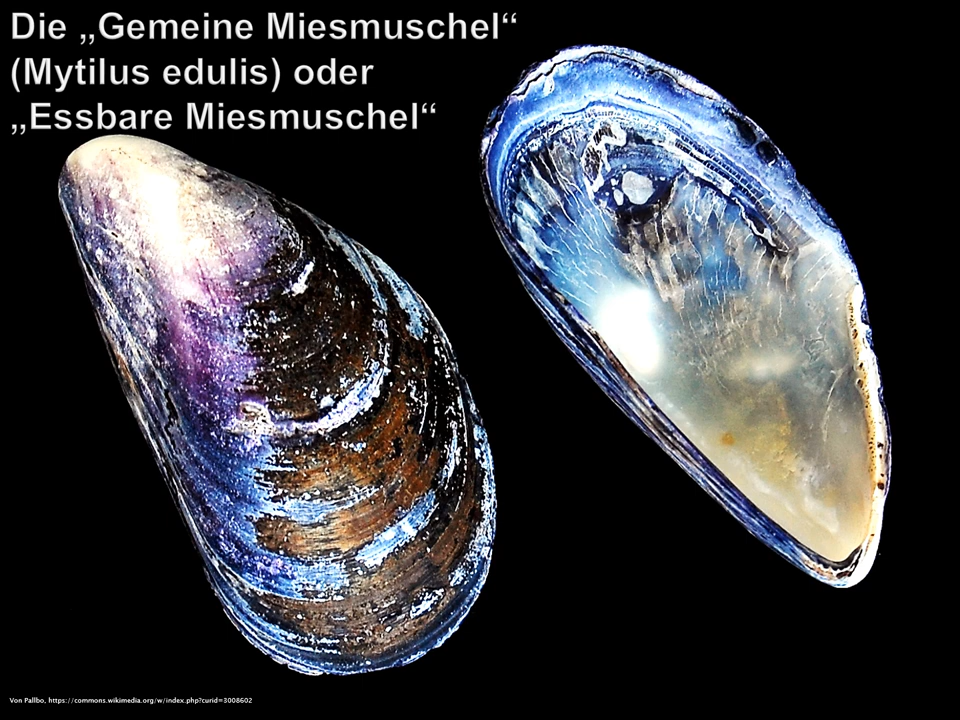 Die „Gemeine Miesmuschel“
(Mytilus edulis) oder
„Essbare Miesmuschel“
Von Pallbo, https://commons.wikimedia.org/w/index.php?curid=3008602